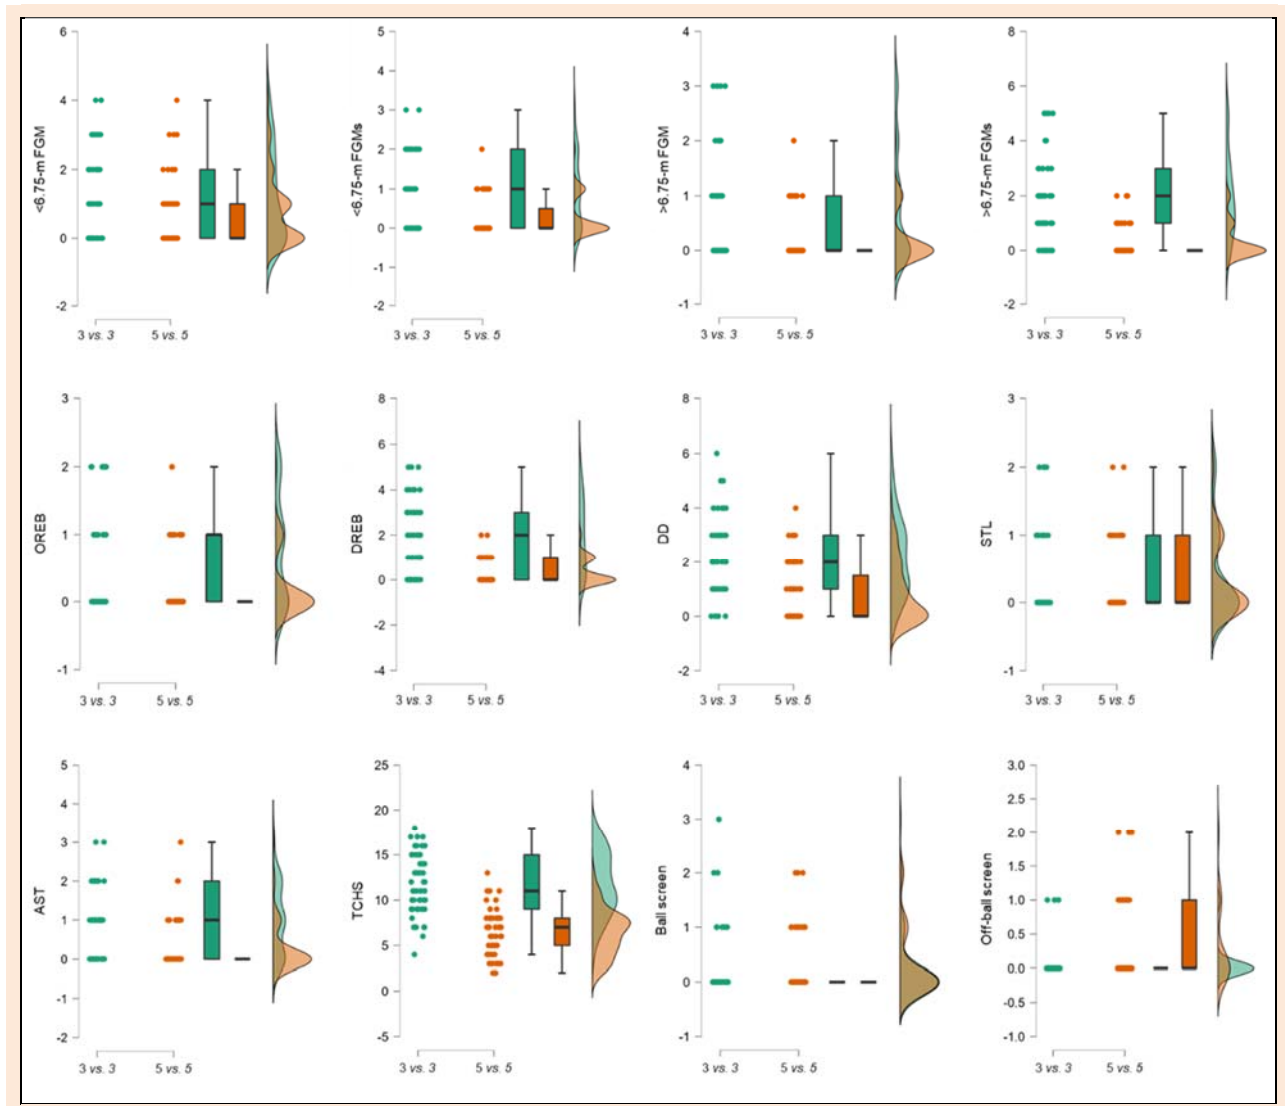 <6.75-m FGM
6
4
2
0
-2
3 vs. 3
5 vs. 5
<6.75-m FGMs
5
4
3
2
1
0
-1
-2
3 vs. 3
5 vs. 5
>6.75-m FGM
4
3
2
1
0
-1
3 vs. 3
5 vs. 5
>6.75-m FGMs
8
6
4
2
0
-2
3 vs. 3
5 vs. 5
OREB
3
2
1
0
-1
3 vs. 3
5 vs. 5
DREB
8
6
4
2
0
-2
-4
3 vs. 3
5 vs. 5
DD
8
6
4
2
0
-2
3 vs. 3
5 vs. 5
STL
3
2
1
0
-1
3 vs. 3
5 vs. 5
AST
5
4
3
2
1
0
-1
-2
3 vs. 3
5 vs. 5
TCHS
25
20
15
10
5
0
-5
3 vs. 3
5 vs. 5
Ball screen
4
3
2
1
0
-1
3 vs. 3
5 vs. 5
Off-ball screen
3.0
2.5
2.0
1.5
1.0
0.5
0.0
-0.5
-1.0
3 vs. 3
5 vs. 5